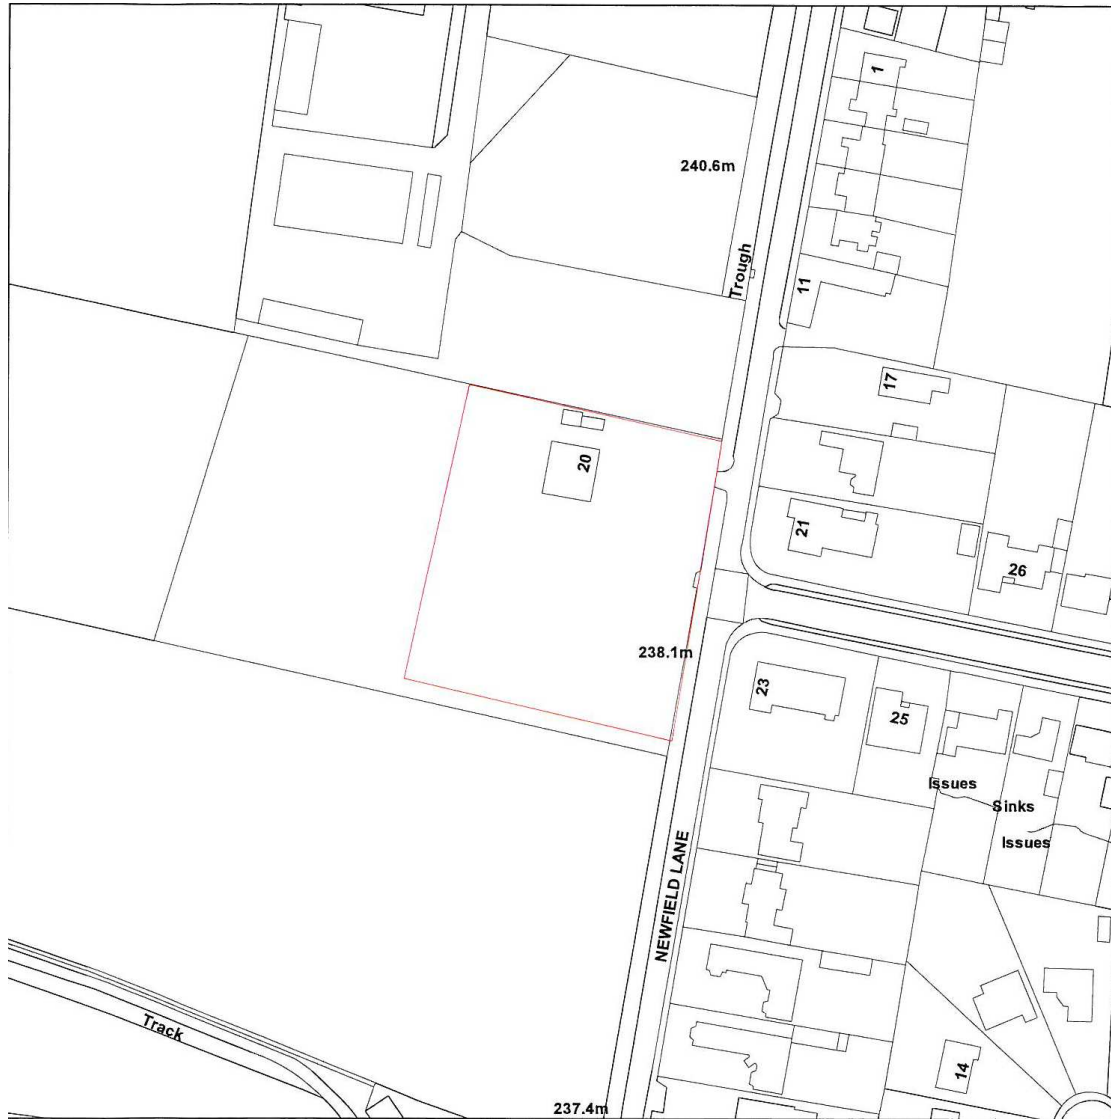 1
240.6m
Trough
11
17
20
21
26
238.1m
23
25
Issues
Sinks
Issues
NEWFIELD LANE
Track
14
237.4m